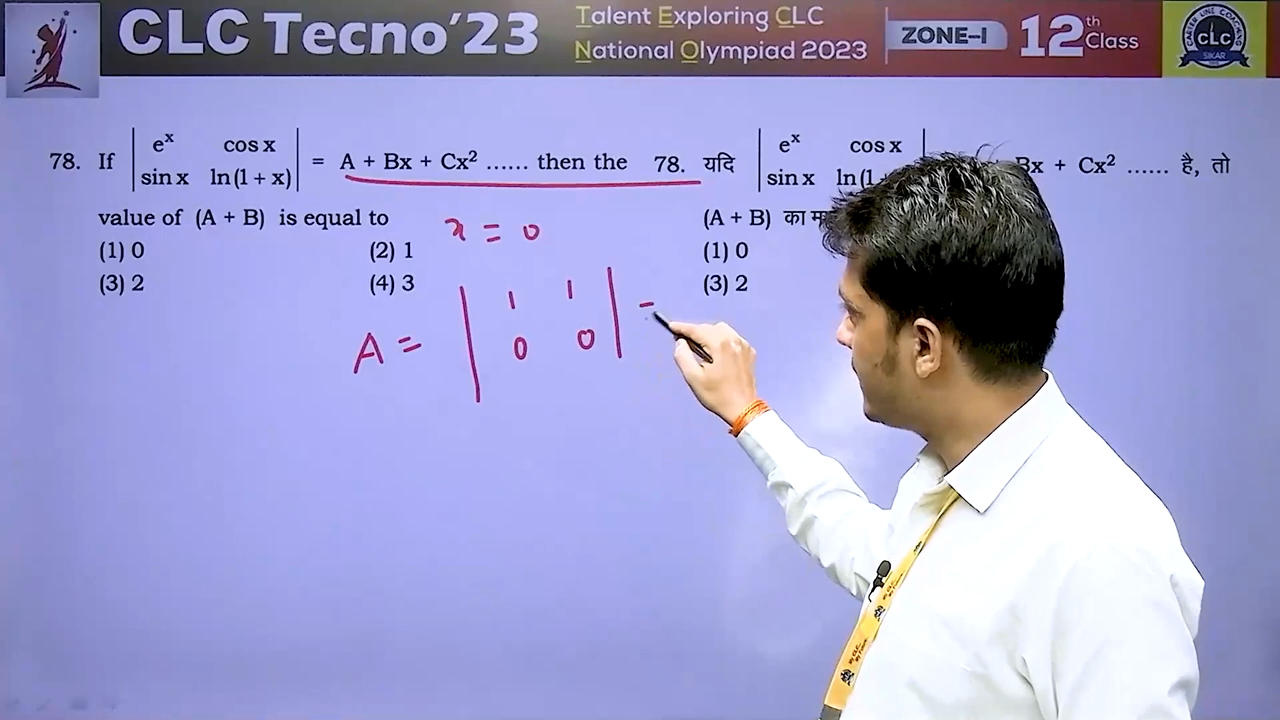 CLC Tecno'23
Talent Exploring CLC
National Olympiad 2023
ZONE-I
12th Class
CLC
SIKAR
78. If | e^x cos x | = A + Bx + Cx² ...... then the
| sin x ln(1 + x) |
value of (A + B) is equal to
(1) 0 (2) 1
(3) 2 (4) 3
78. यदि | e^x cos x | Bx + Cx² ...... है, तो
| sin x ln(1
(A + B) का
(1) 0
(3) 2
x = 0
A = | 1 1 | =
| 0 0 |